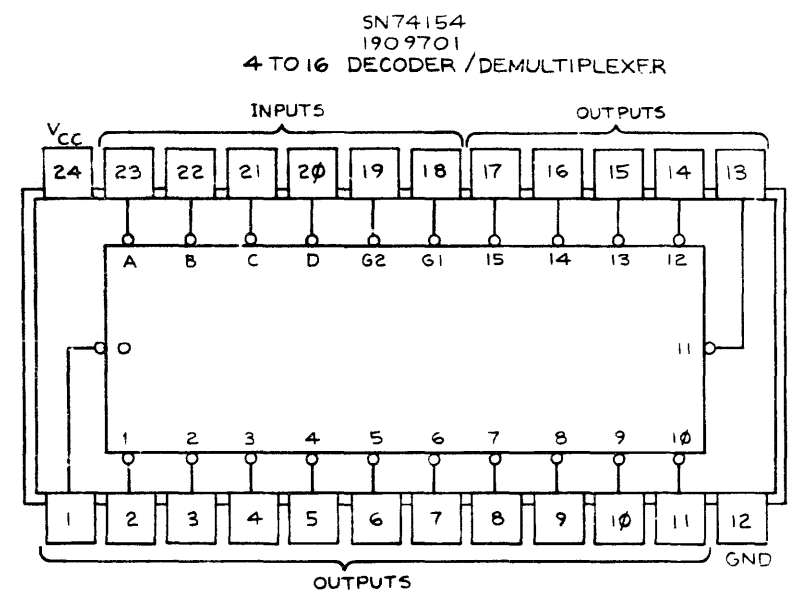 SN74154
1909701
4 TO 16 DECODER/DEMULTIPLEXER
INPUTS
OUTPUTS
VCC
24 23 22 21 2Ø 19 18 17 16 15 14 13
A B C D G2 G1 15 14 13 12
O 11
1 2 3 4 5 6 7 8 9 1Ø
1 2 3 4 5 6 7 8 9 1Ø 11 12
GND
OUTPUTS